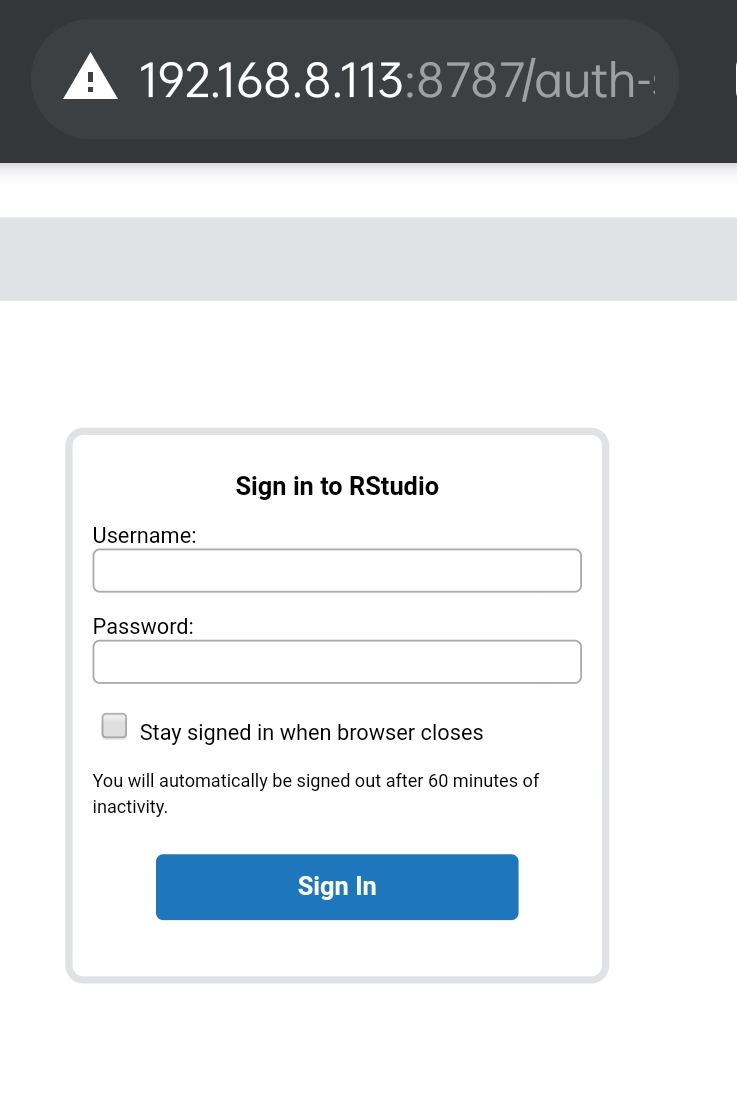 192.168.8.113:8787/auth-
Sign in to RStudio
Username:
Password:
Stay signed in when browser closes
You will automatically be signed out after 60 minutes of
inactivity.
Sign In